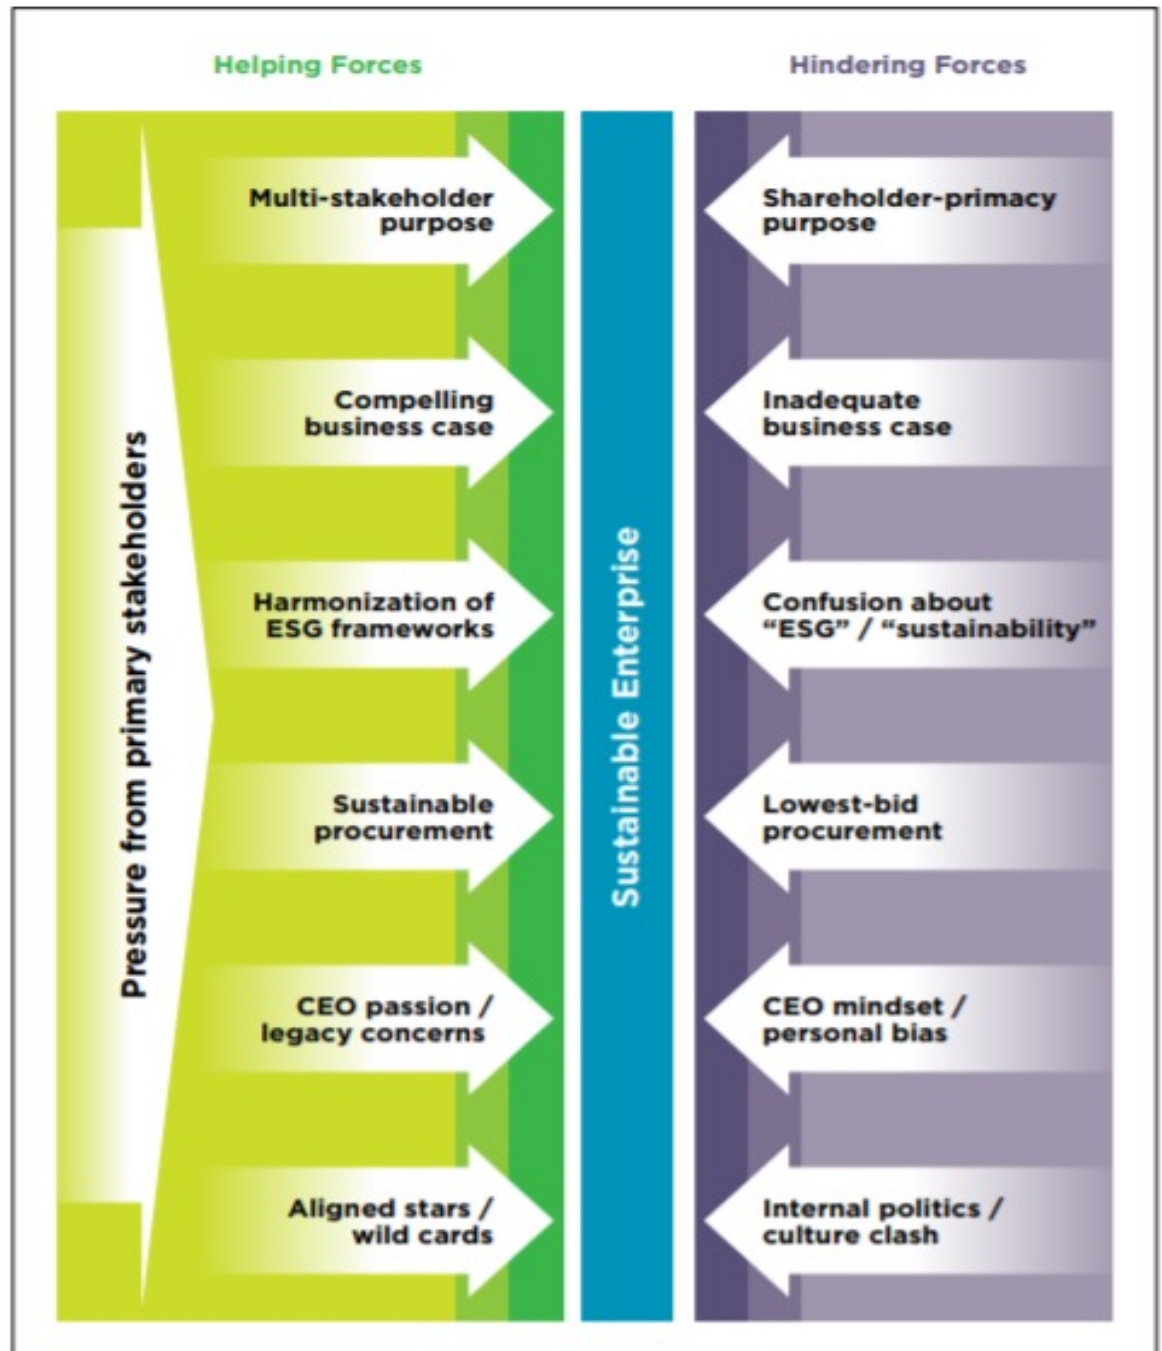 Helping Forces
Hindering Forces
Pressure from primary stakeholders
Multi-stakeholder
purpose
Compelling
business case
Harmonization of
ESG frameworks
Sustainable
procurement
CEO passion /
legacy concerns
Aligned stars /
wild cards
Sustainable Enterprise
Shareholder-primacy
purpose
Inadequate
business case
Confusion about
“ESG” / “sustainability”
Lowest-bid
procurement
CEO mindset /
personal bias
Internal politics /
culture clash